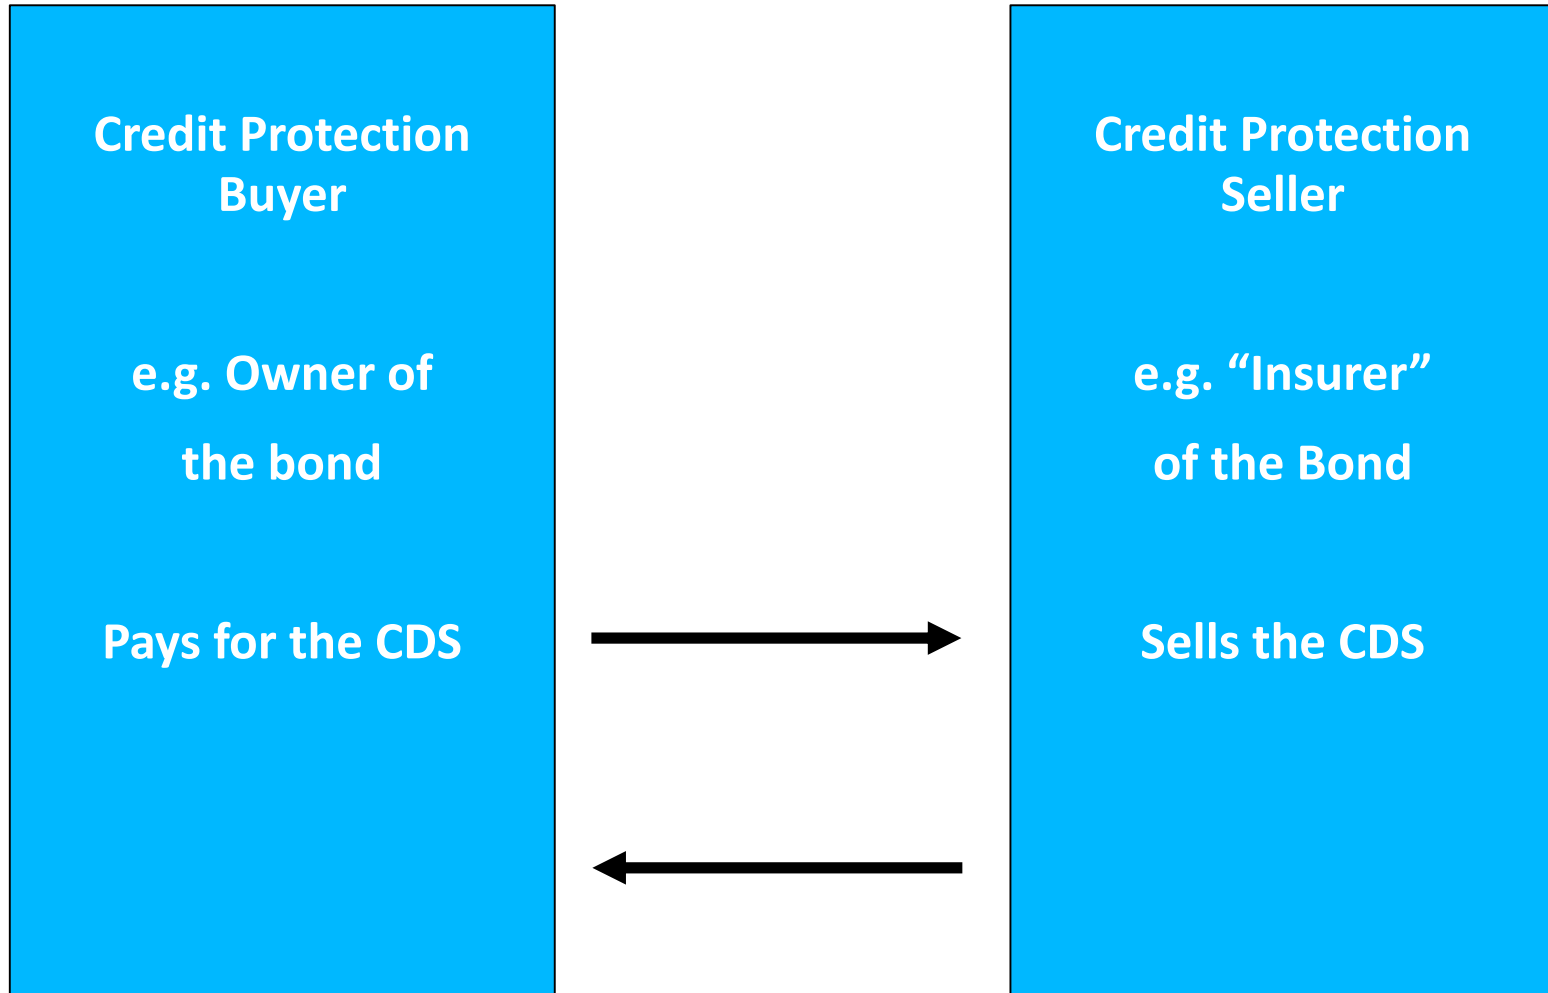 Credit Protection
Buyer
e.g. Owner of
the bond
Pays for the CDS
Credit Protection
Seller
e.g. “Insurer”
of the Bond
Sells the CDS